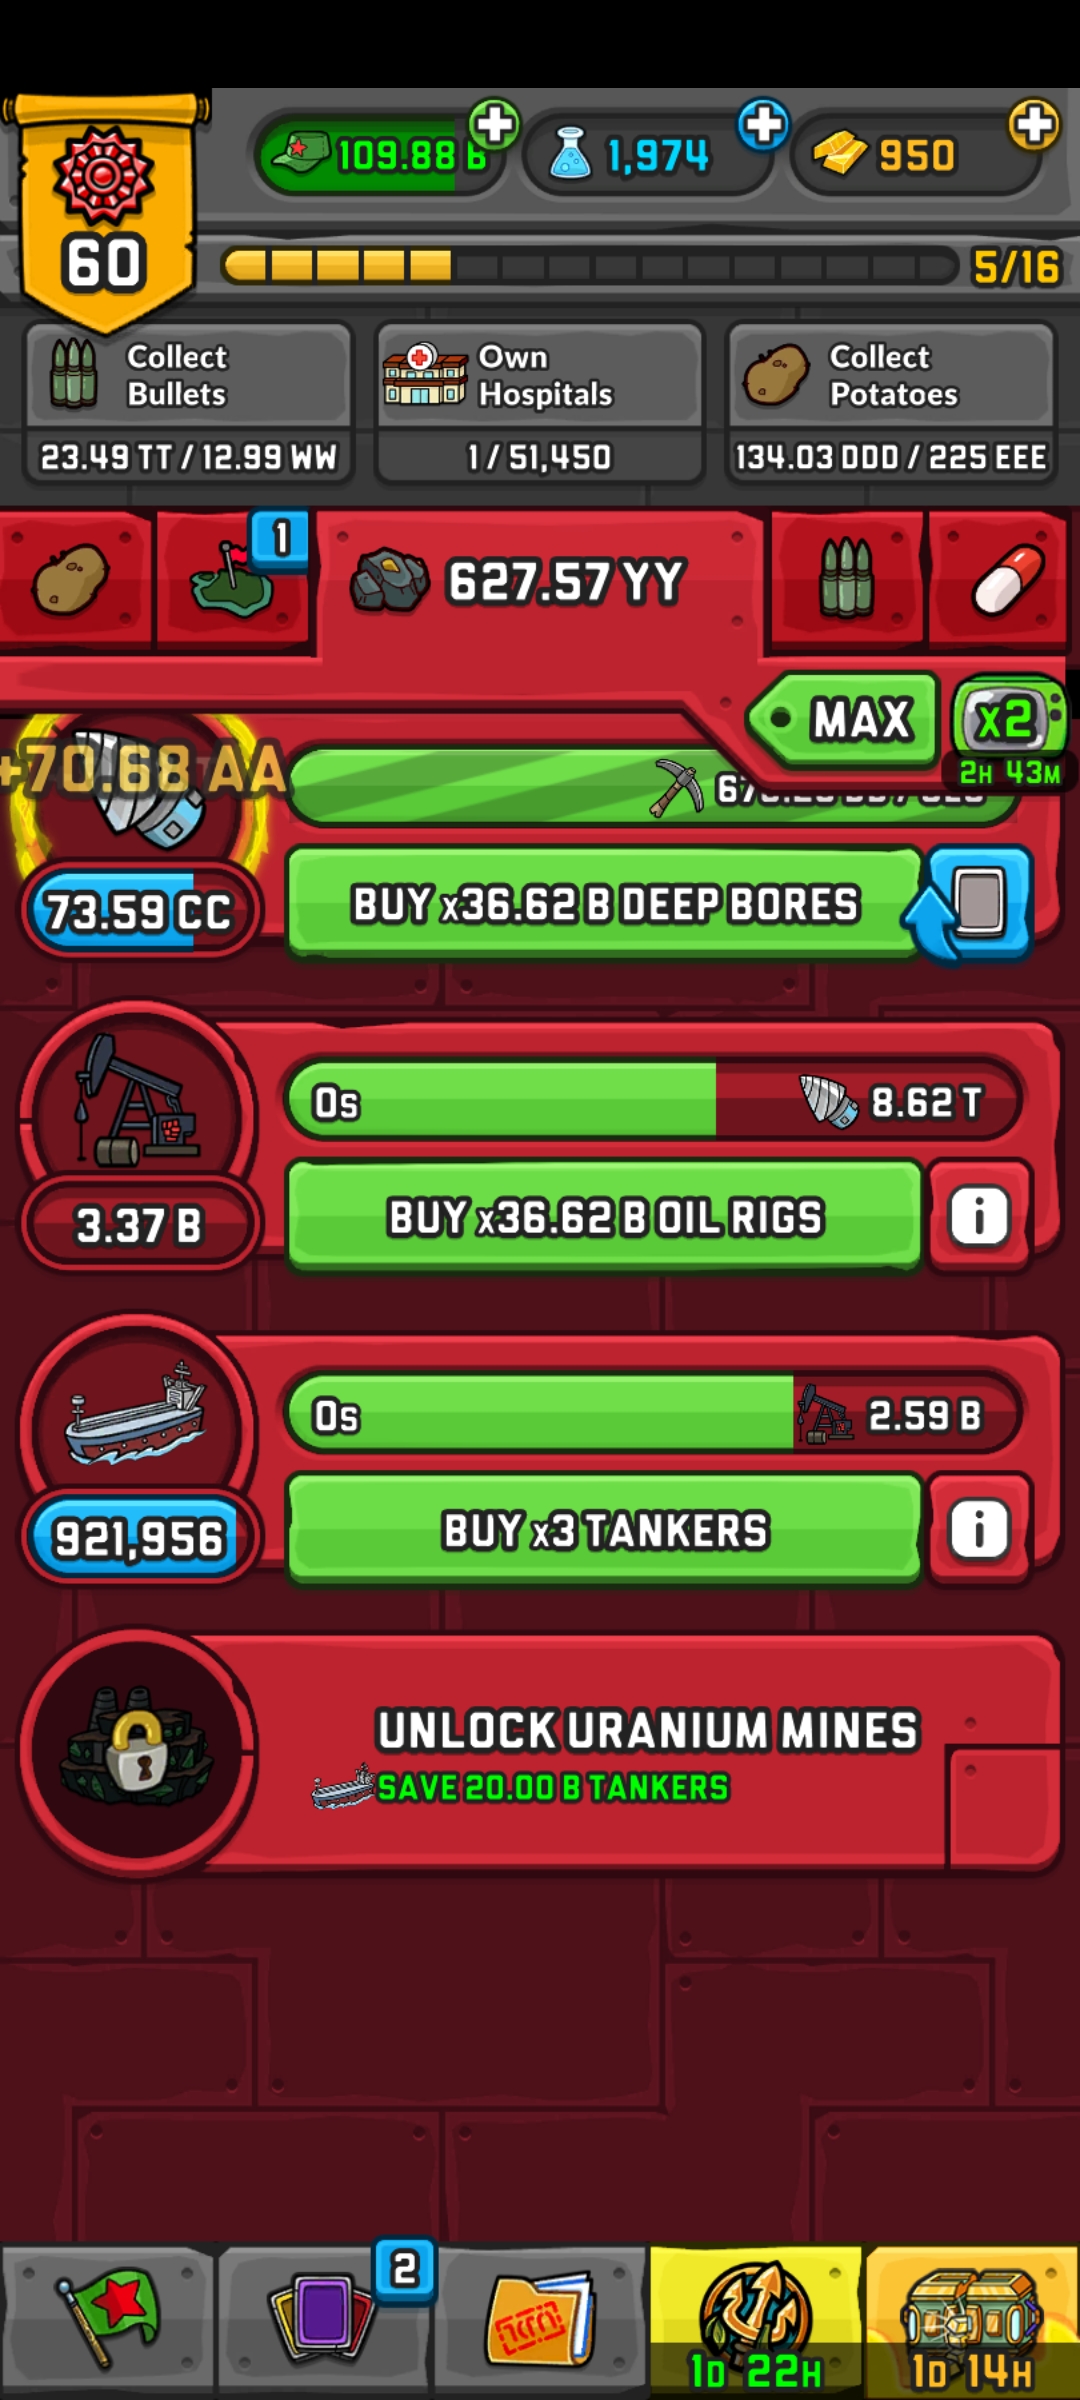 60
109.88 B
1,974
950
5/16
Collect
Bullets
23.49 TT / 12.99 WW
Own
Hospitals
1 / 51,450
Collect
Potatoes
134.03 DDD / 225 EEE
1
627.57 YY
MAX
x2
2H 43M
+70.68 AA
73.59 CC
BUY x36.62 B DEEP BORES
0s
8.62 T
3.37 B
BUY x36.62 B OIL RIGS
i
0s
2.59 B
921,956
BUY x3 TANKERS
i
UNLOCK URANIUM MINES
SAVE 20.00 B TANKERS
2
1D 22H
1D 14H